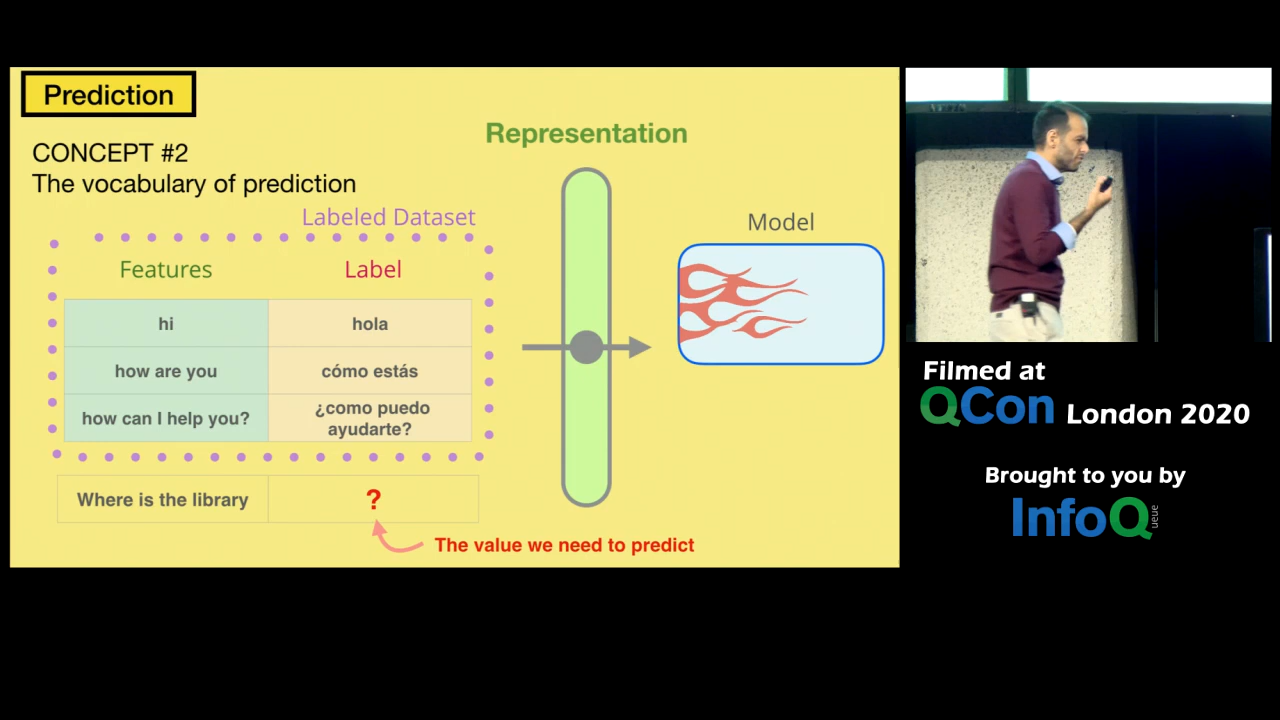 Prediction
CONCEPT #2
The vocabulary of prediction
Representation
Labeled Dataset
Model
Features
Label
hi
hola
how are you
cómo estás
how can I help you?
¿como puedo
ayudarte?
Where is the library
?
The value we need to predict
Filmed at
QCon London 2020
Brought to you by
InfoQ
ueue